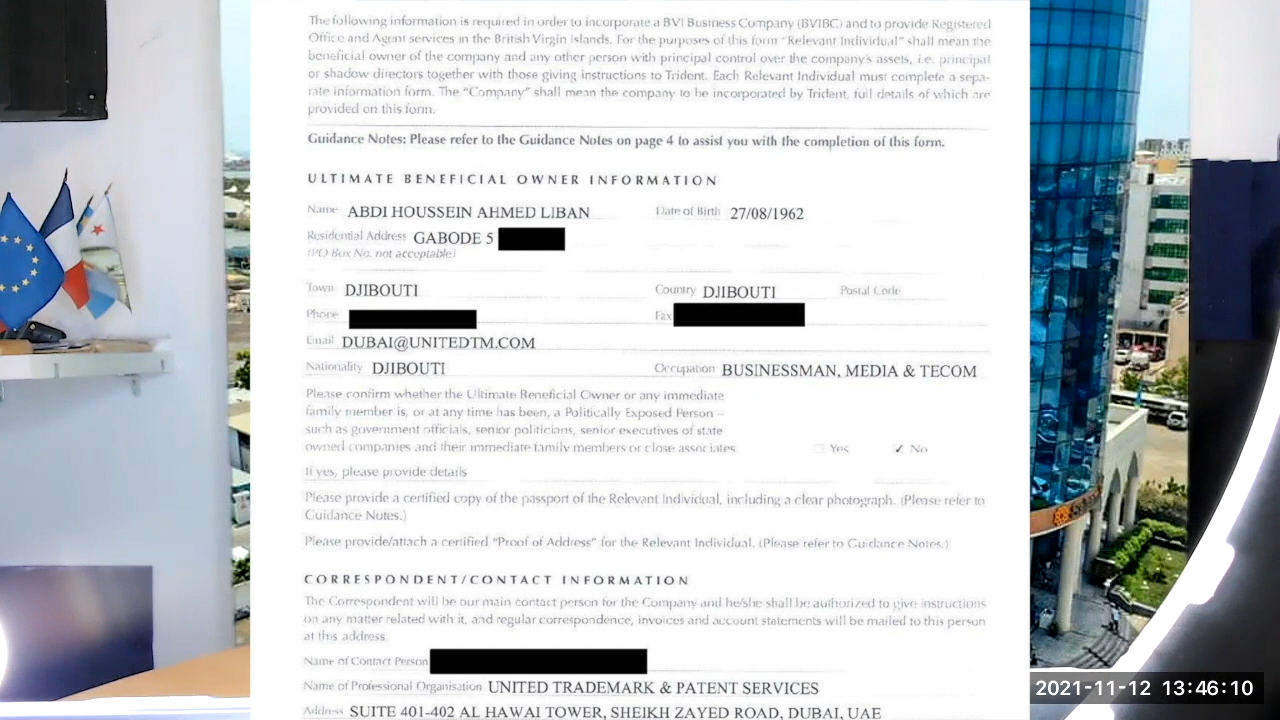 The following information is required in order to incorporate a BVI Business Company (BVIBC) and to provide Registered
Office and Agent services in the British Virgin Islands. For the purposes of this form "Relevant Individual" shall mean the
beneficial owner of the company and any other person with principal control over the company's assets, i.e. principal
or shadow directors together with those giving instructions to Trident. Each Relevant Individual must complete a sepa-
rate information form. The "Company" shall mean the company to be incorporated by Trident, full details of which are
provided on this form.
Guidance Notes: Please refer to the Guidance Notes on page 4 to assist you with the completion of this form.
ULTIMATE BENEFICIAL OWNER INFORMATION
Name ABDI HOUSSEIN AHMED LIBAN Date of Birth 27/08/1962
Residential Address GABODE 5
(PO Box No. not acceptable)
Town DJIBOUTI Country DJIBOUTI Postal Code
Phone Fax
Email DUBAI@UNITEDTM.COM
Nationality DJIBOUTI Occupation BUSINESSMAN, MEDIA & TECOM
Please confirm whether the Ultimate Beneficial Owner or any immediate
family member is, or at any time has been, a Politically Exposed Person –
such as government officials, senior politicians, senior executives of state
owned companies and their immediate family members or close associates. Yes ✓ No
If yes, please provide details
Please provide a certified copy of the passport of the Relevant Individual, including a clear photograph. (Please refer to
Guidance Notes.)
Please provide/attach a certified "Proof of Address" for the Relevant Individual. (Please refer to Guidance Notes.)
CORRESPONDENT/CONTACT INFORMATION
The Correspondent will be our main contact person for the Company and he/she shall be authorized to give instructions
on any matter related with it, and regular correspondence, invoices and account statements will be mailed to this person
at this address.
Name of Contact Person
Name of Professional Organisation UNITED TRADEMARK & PATENT SERVICES
Address SUITE 401-402 AL HAWAI TOWER, SHEIKH ZAYED ROAD, DUBAI, UAE
2021-11-12 13:46:10